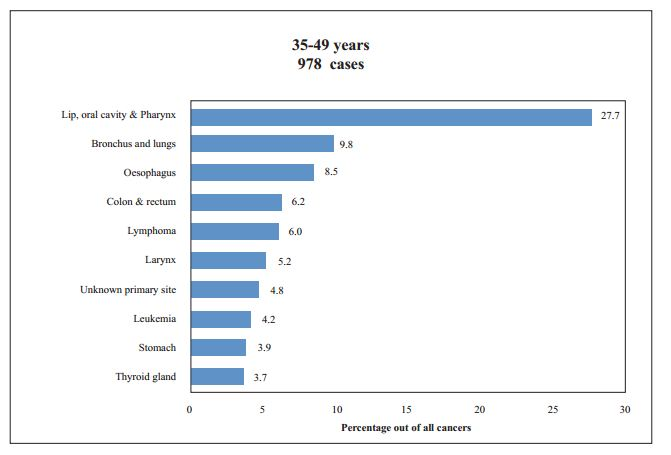 35-49 years
978 cases
Lip, oral cavity & Pharynx 27.7
Bronchus and lungs 9.8
Oesophagus 8.5
Colon & rectum 6.2
Lymphoma 6.0
Larynx 5.2
Unknown primary site 4.8
Leukemia 4.2
Stomach 3.9
Thyroid gland 3.7
0 5 10 15 20 25 30
Percentage out of all cancers